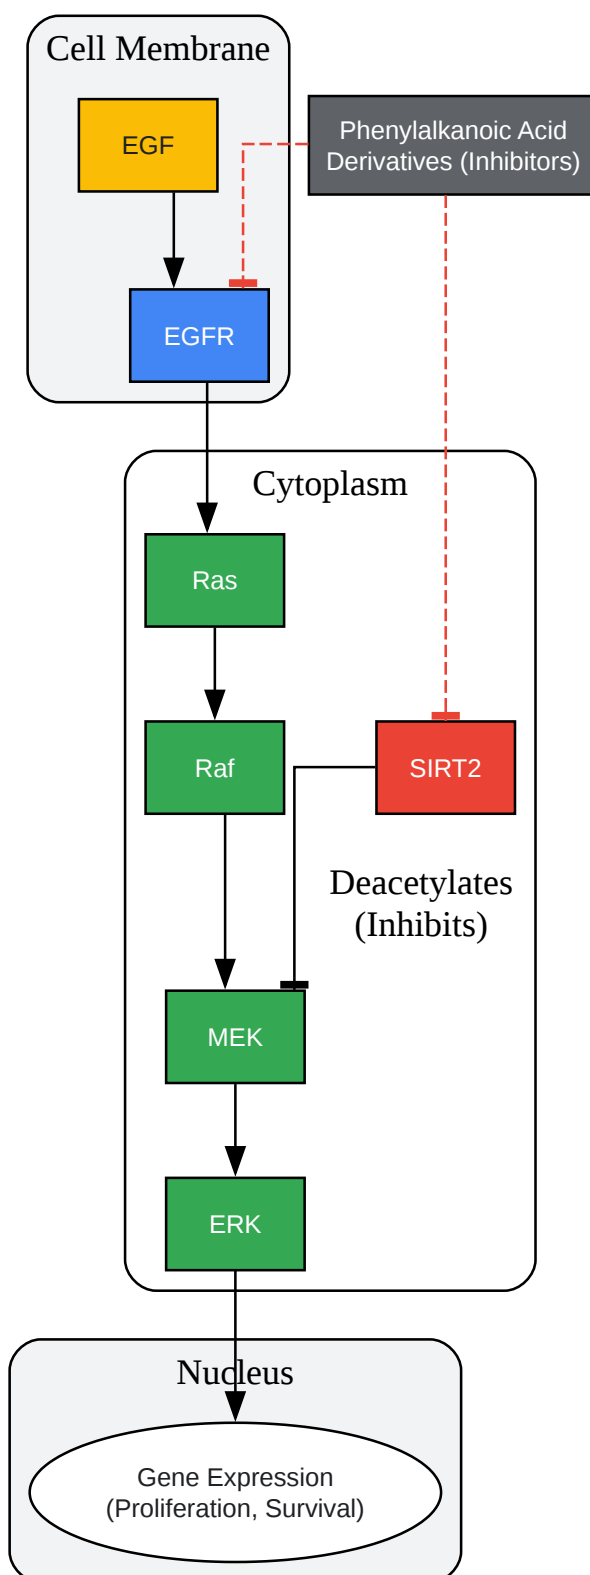 Cell Membrane
EGF
Phenylalkanoic Acid
Derivatives (Inhibitors)
EGFR
Cytoplasm
Ras
Raf
SIRT2
Deacetylates
(Inhibits)
MEK
ERK
Nucleus
Gene Expression
(Proliferation, Survival)